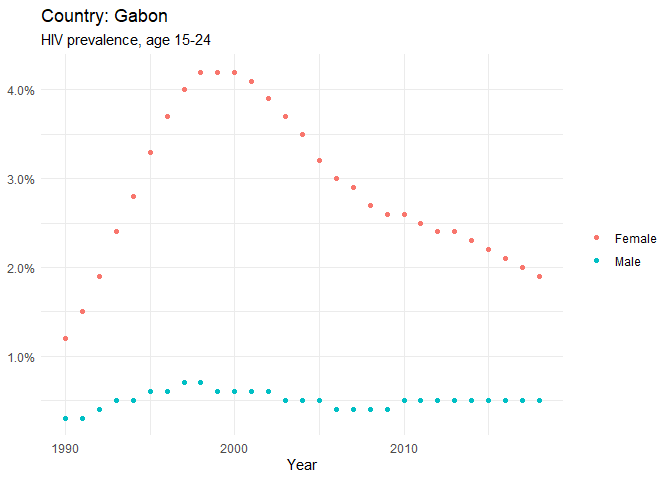 Country: Gabon
HIV prevalence, age 15-24
4.0%
3.0%
2.0%
1.0%
Female
Male
1990 2000 2010
Year